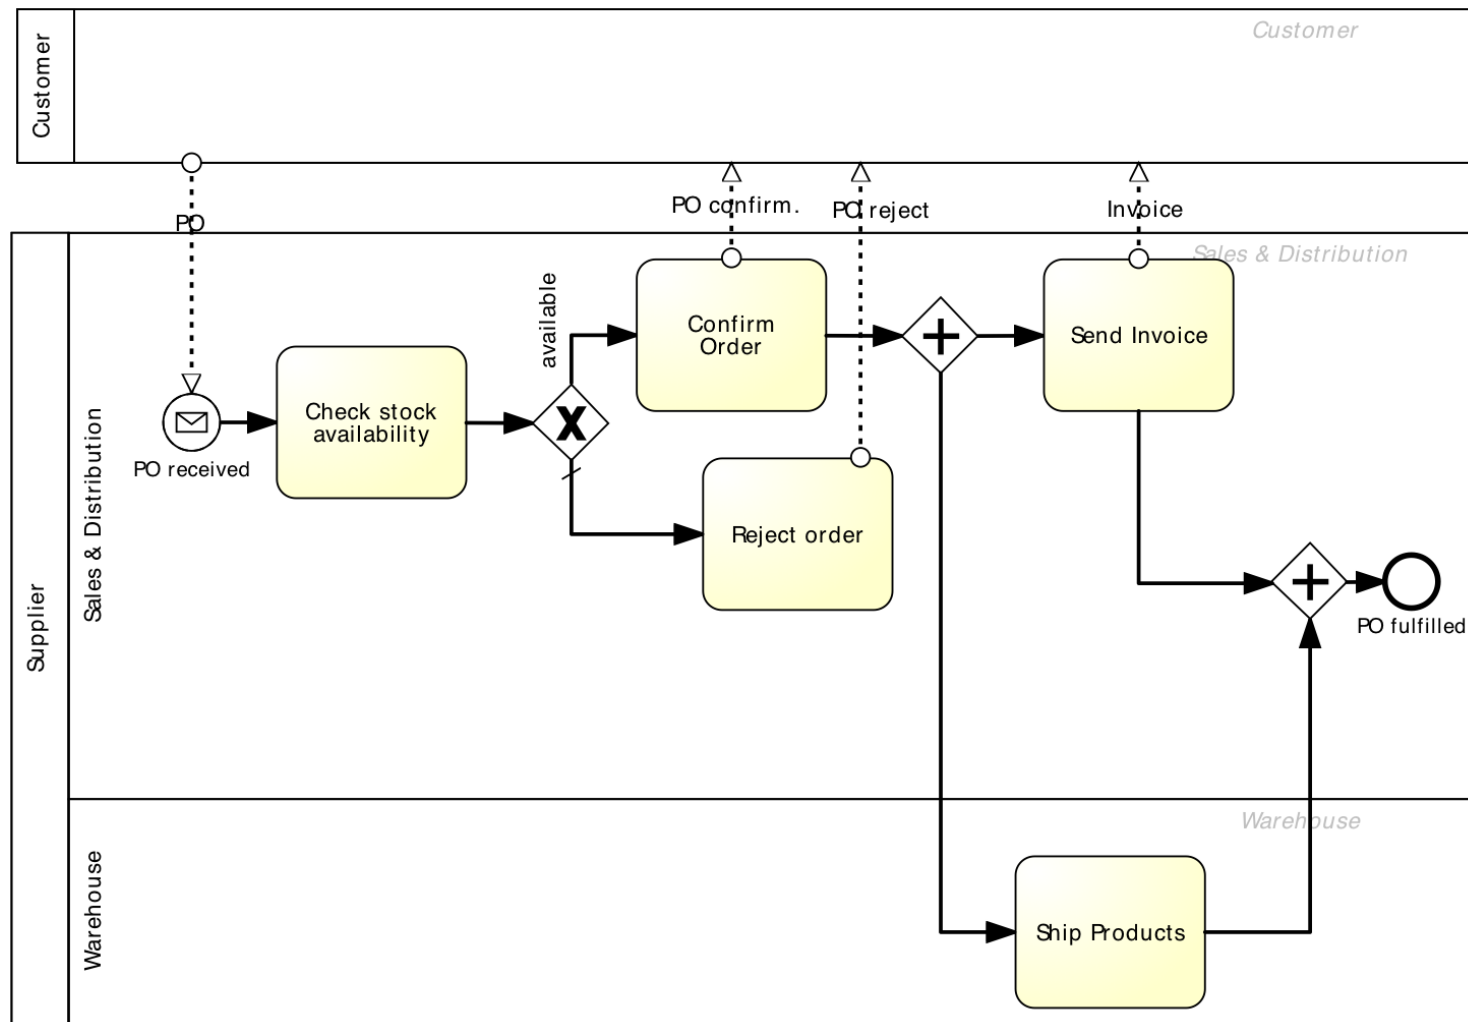 Customer
Customer
PO
PO confirm.
PO reject
Invoice
Supplier
Sales & Distribution
Sales & Distribution
PO received
Check stock
availability
available
Confirm
Order
Reject order
Send Invoice
PO fulfilled
Warehouse
Warehouse
Ship Products